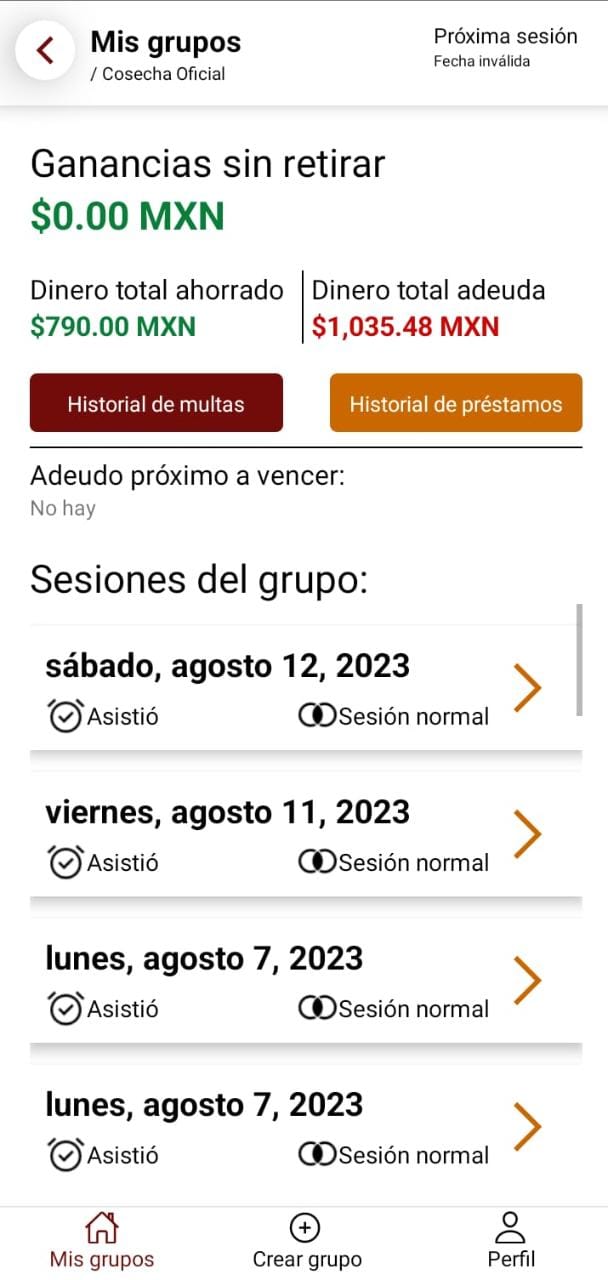 Mis grupos
/ Cosecha Oficial
Próxima sesión
Fecha inválida
Ganancias sin retirar
$0.00 MXN
Dinero total ahorrado
$790.00 MXN
Dinero total adeuda
$1,035.48 MXN
Historial de multas
Historial de préstamos
Adeudo próximo a vencer:
No hay
Sesiones del grupo:
sábado, agosto 12, 2023
Asistió
Sesión normal
viernes, agosto 11, 2023
Asistió
Sesión normal
lunes, agosto 7, 2023
Asistió
Sesión normal
lunes, agosto 7, 2023
Asistió
Sesión normal
Mis grupos
Crear grupo
Perfil